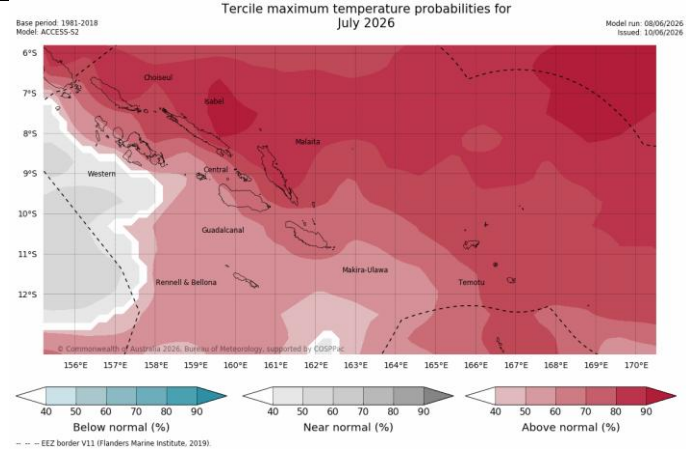 Tercile maximum temperature probabilities for
July 2026
Base period: 1981-2018
Model: ACCESS-S2
Model run: 08/06/2026
Issued: 10/06/2026
6°S
7°S
8°S
9°S
10°S
11°S
12°S
Choiseul
Isabel
Malaita
Western
Central
Guadalcanal
Makira-Ulawa
Rennell & Bellona
Temotu
© Commonwealth of Australia 2026, Bureau of Meteorology, supported by COSPPac
156°E 157°E 158°E 159°E 160°E 161°E 162°E 163°E 164°E 165°E 166°E 167°E 168°E 169°E 170°E
40 50 60 70 80 90
Below normal (%)
40 50 60 70 80 90
Near normal (%)
40 50 60 70 80 90
Above normal (%)
-- -- -- EEZ border V11 (Flanders Marine Institute, 2019).